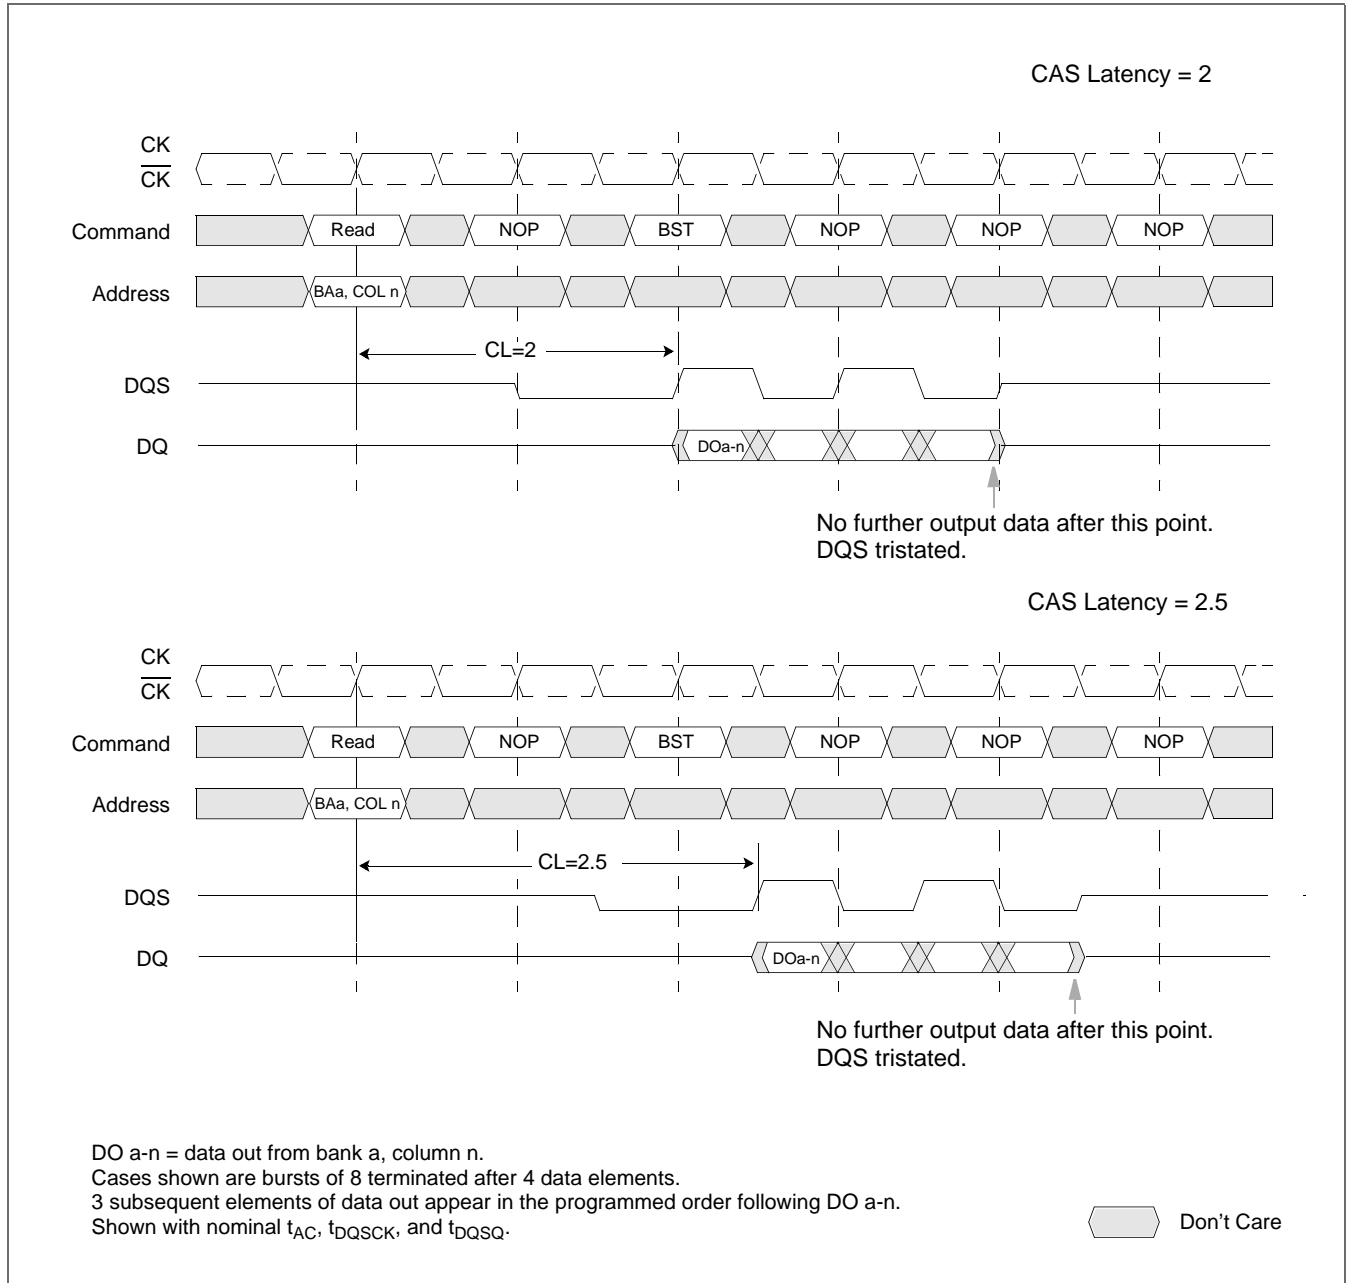 CAS Latency = 2
CK
CK
Command Read NOP BST NOP NOP NOP
Address BAa, COL n
CL=2
DQS
DQ DOa-n
No further output data after this point.
DQS tristated.
CAS Latency = 2.5
CK
CK
Command Read NOP BST NOP NOP NOP
Address BAa, COL n
CL=2.5
DQS
DQ DOa-n
No further output data after this point.
DQS tristated.
DO a-n = data out from bank a, column n.
Cases shown are bursts of 8 terminated after 4 data elements.
3 subsequent elements of data out appear in the programmed order following DO a-n.
Shown with nominal tAC, tDQSCK, and tDQSQ.
Don't Care